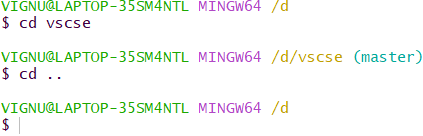 VIGNU@LAPTOP-35SM4NTL MINGW64 /d
$ cd vscse
VIGNU@LAPTOP-35SM4NTL MINGW64 /d/vscse (master)
$ cd ..
VIGNU@LAPTOP-35SM4NTL MINGW64 /d
$